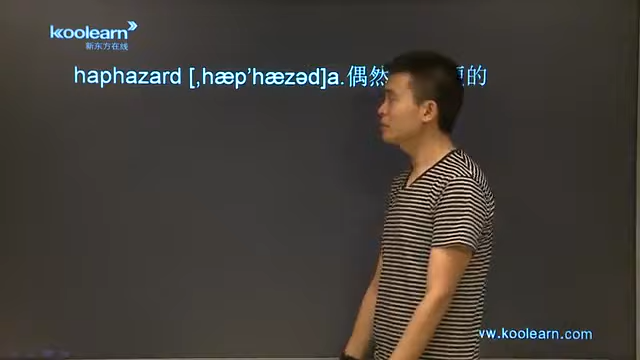 koolearn
新东方在线
haphazard [,hæp'hæzəd]a.偶然 的
www.koolearn.com